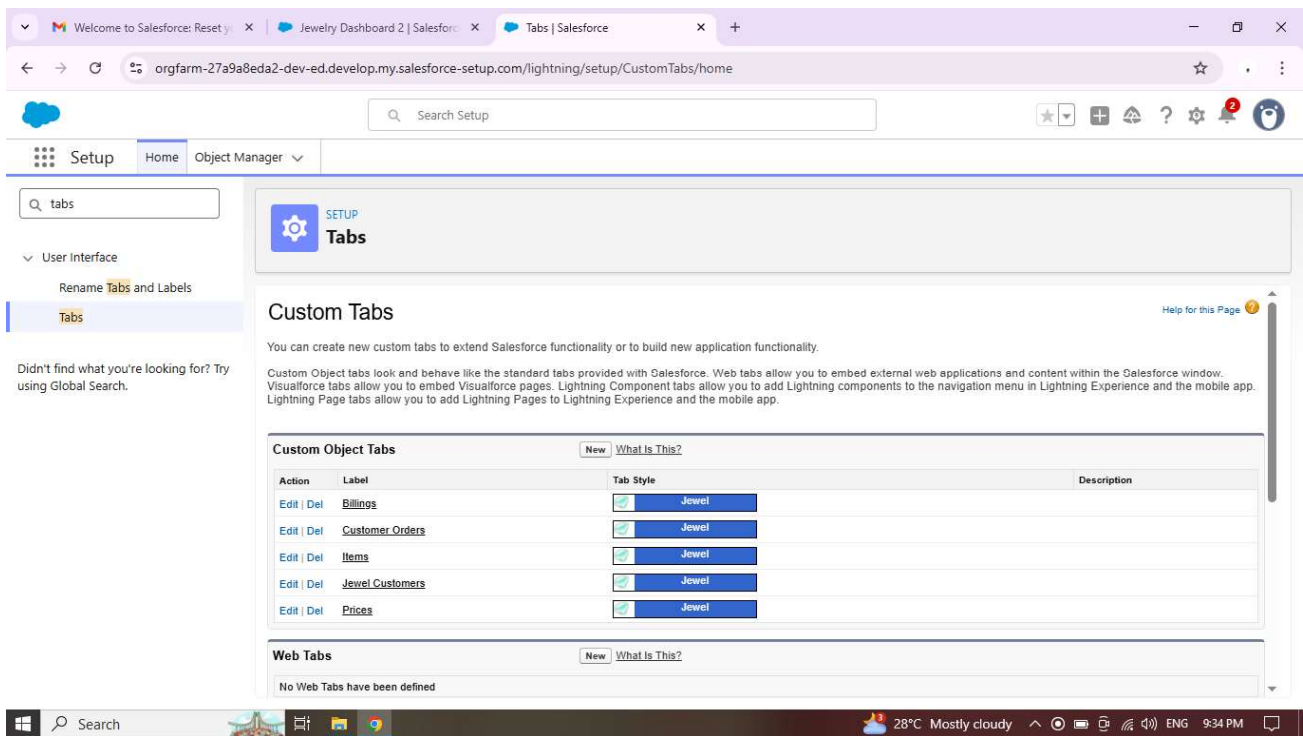 Welcome to Salesforce: Reset y
Jewelry Dashboard 2 | Salesforc
Tabs | Salesforce
orgfarm-27a9a8eda2-dev-ed.develop.my.salesforce-setup.com/lightning/setup/CustomTabs/home
Search Setup
2
Setup Home Object Manager
tabs
User Interface
Rename Tabs and Labels
Tabs
Didn't find what you're looking for? Try
using Global Search.
SETUP
Tabs
Custom Tabs
Help for this Page
You can create new custom tabs to extend Salesforce functionality or to build new application functionality.
Custom Object tabs look and behave like the standard tabs provided with Salesforce. Web tabs allow you to embed external web applications and content within the Salesforce window.
Visualforce tabs allow you to embed Visualforce pages. Lightning Component tabs allow you to add Lightning components to the navigation menu in Lightning Experience and the mobile app.
Lightning Page tabs allow you to add Lightning Pages to Lightning Experience and the mobile app.
Custom Object Tabs New What Is This?
Action Label Tab Style Description
Edit | Del Billings Jewel
Edit | Del Customer Orders Jewel
Edit | Del Items Jewel
Edit | Del Jewel Customers Jewel
Edit | Del Prices Jewel
Web Tabs New What Is This?
No Web Tabs have been defined
Search 3 28°C Mostly cloudy ENG 9:34 PM